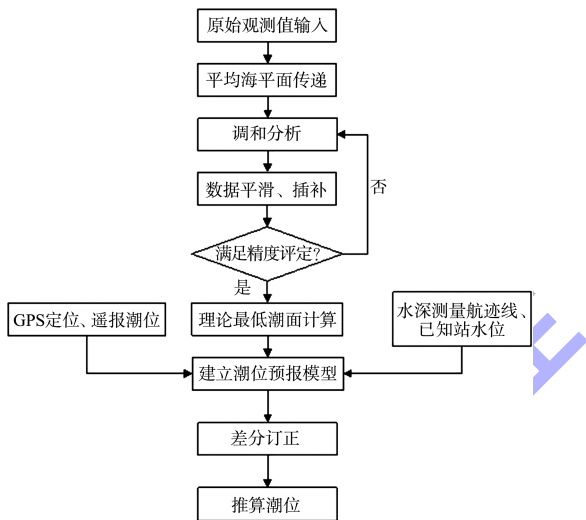 原始观测值输入
平均海平面传递
调和分析
数据平滑、插补
否
满足精度评定?
是
GPS定位、遥报潮位
理论最低潮面计算
水深测量航迹线、
已知站水位
建立潮位预报模型
差分订正
推算潮位